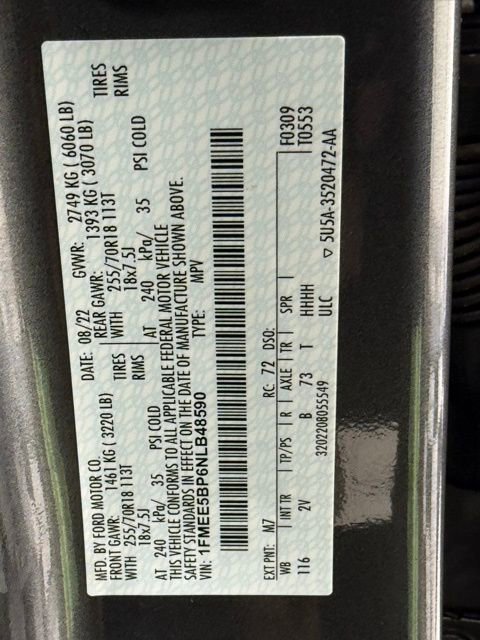 MFD. BY FORD MOTOR CO.
DATE: 08/22
GVWR: 2749 KG ( 6060 LB)
FRONT GAWR: 1461 KG ( 3220 LB)
REAR GAWR: 1393 KG ( 3070 LB)
WITH 255/70R18 113T TIRES
18x7.5J RIMS
WITH 255/70R18 113T TIRES
18x7.5J RIMS
AT 240 kPa/ 35 PSI COLD
AT 240 kPa/ 35 PSI COLD
THIS VEHICLE CONFORMS TO ALL APPLICABLE FEDERAL MOTOR VEHICLE
SAFETY STANDARDS IN EFFECT ON THE DATE OF MANUFACTURE SHOWN ABOVE.
VIN: 1FMEE5BP6NLB48590
TYPE: MPV
F0309
T0553
EXT PNT: M7 RC: 72 DSO:
WB INT TR TP/PS R AXLE TR SPR
116 2V B 73 T HHHH
ULC
320220B055549
▽ 5U5A-3520472-AA